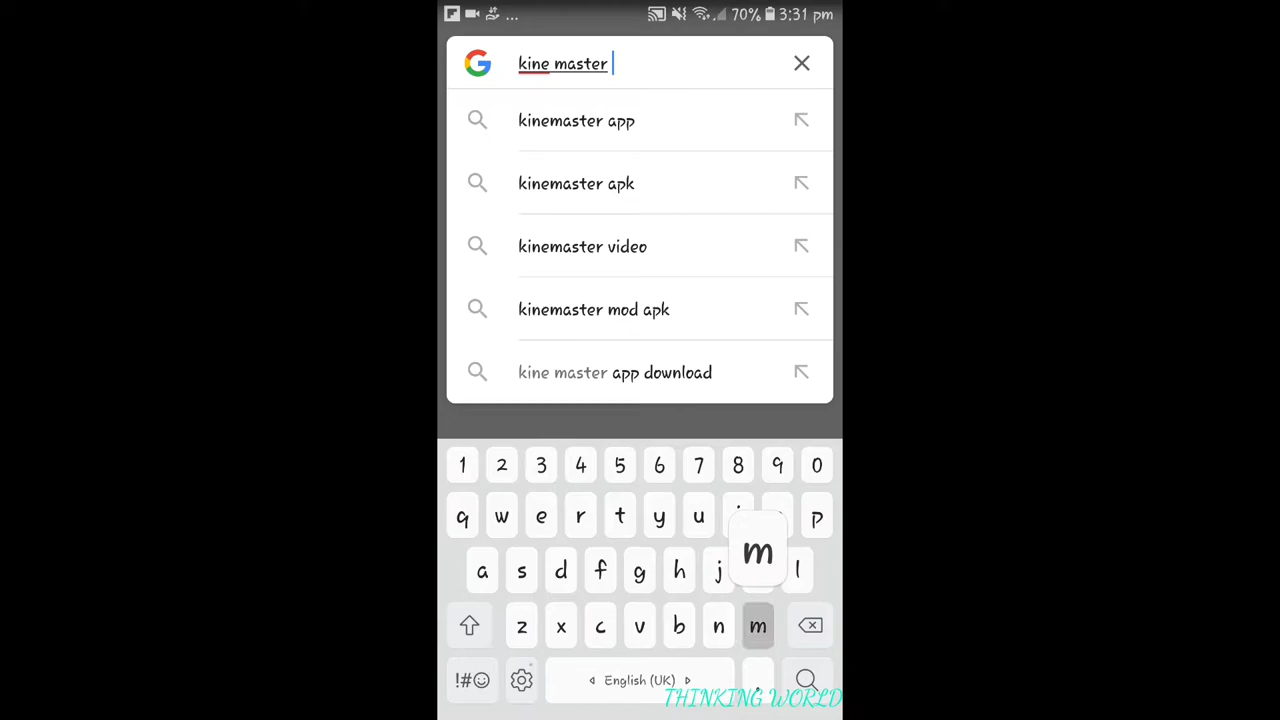 ... 70% 3:31 pm
kine master
kinemaster app
kinemaster apk
kinemaster video
kinemaster mod apk
kine master app download
1 2 3 4 5 6 7 8 9 0
q w e r t y u p
m
a s d f g h j l
z x c v b n m
!#☺ English (UK) .
THINKING WORLD